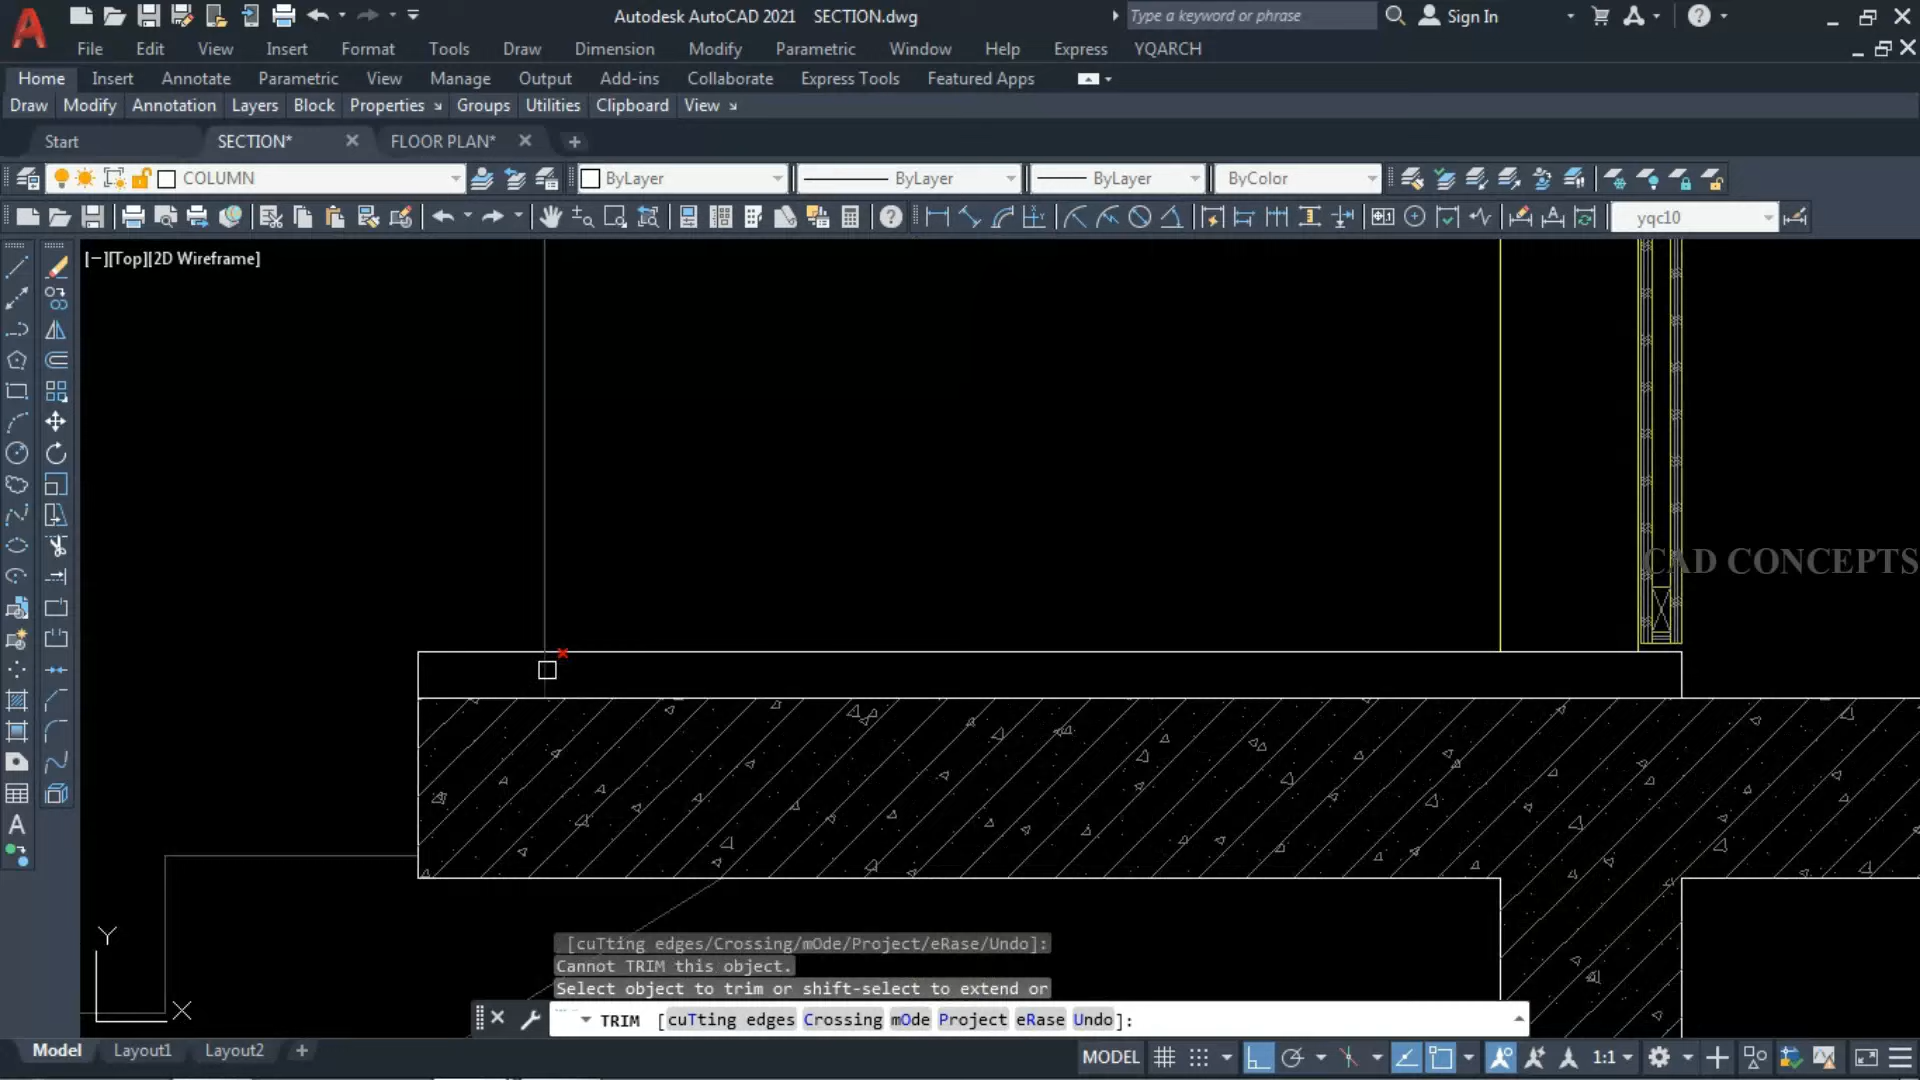 Autodesk AutoCAD 2021 SECTION.dwg
Type a keyword or phrase
Sign In
File Edit View Insert Format Tools Draw Dimension Modify Parametric Window Help Express YQARCH
Home Insert Annotate Parametric View Manage Output Add-ins Collaborate Express Tools Featured Apps
Draw Modify Annotation Layers Block Properties Groups Utilities Clipboard View
Start SECTION* FLOOR PLAN*
COLUMN ByLayer ByLayer ByLayer ByColor
yqc10
[−][Top][2D Wireframe]
CAD CONCEPTS
Y
X
[cuTting edges/Crossing/mOde/Project/eRase/Undo]:
Cannot TRIM this object.
Select object to trim or shift-select to extend or
TRIM [cuTting edges Crossing mOde Project eRase Undo]:
Model Layout1 Layout2
MODEL 1:1